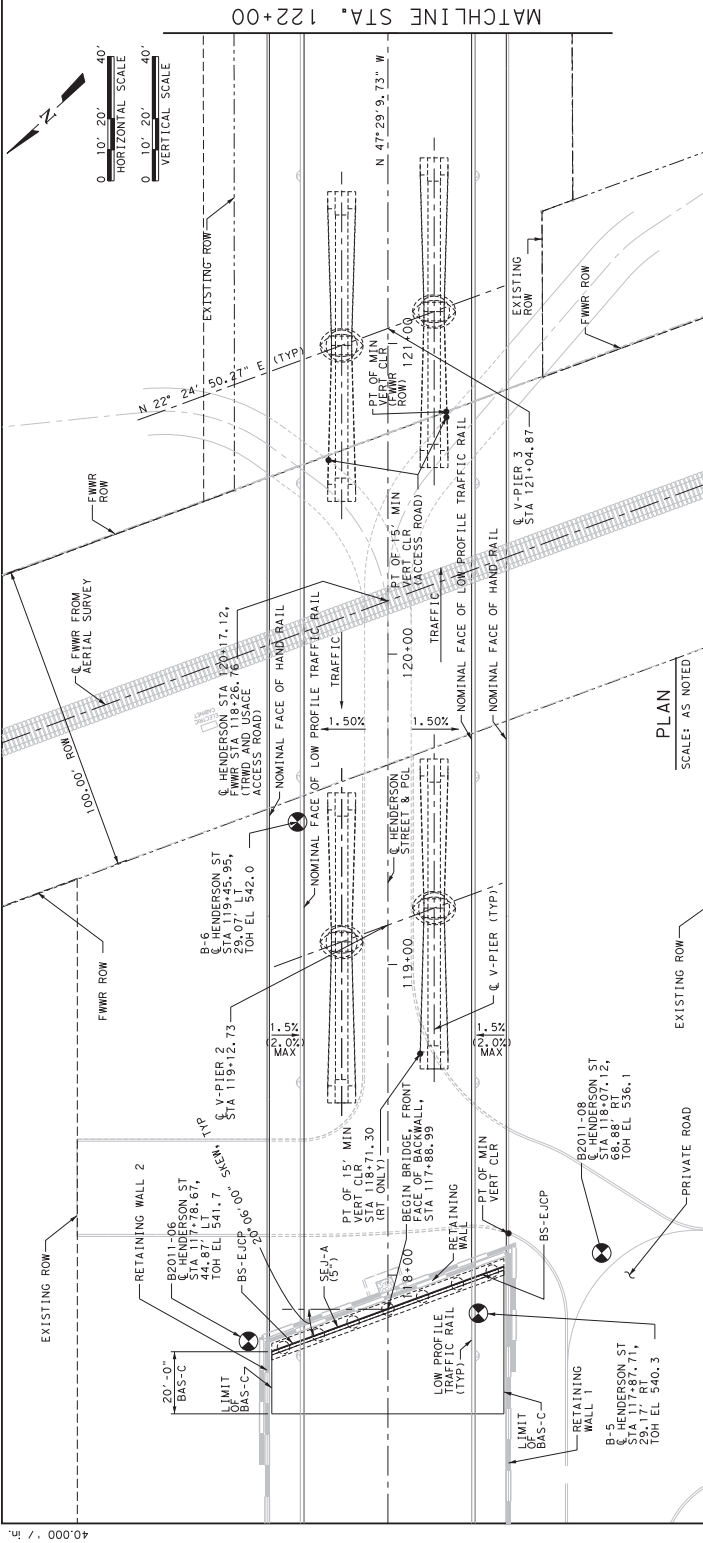 MATCHLINE STA. 122+00
N
0 10' 20' 40'
HORIZONTAL SCALE
0 10' 20' 40'
VERTICAL SCALE
EXISTING ROW
N 47°29'9.73" W
N 22° 24' 50.27" E (TYP)
EXISTING
ROW
FWWR ROW
PT OF MIN
VERT CLR
(FWWR
ROW)
121+00
FWWR
ROW
℄ V-PIER 3
STA 121+04.87
PT OF 15' MIN
VERT CLR
(ACCESS ROAD)
℄ FWWR FROM
AERIAL SURVEY
ELECTRIC
CABINET
100.00' ROW
℄ HENDERSON STA 120+17.12,
FWWR STA 118+26.76
(TRWD AND USACE
ACCESS ROAD)
NOMINAL FACE OF HAND RAIL
NOMINAL FACE OF LOW PROFILE TRAFFIC RAIL
TRAFFIC
120+00
TRAFFIC
NOMINAL FACE OF LOW PROFILE TRAFFIC RAIL
NOMINAL FACE OF HAND RAIL
1.50%
1.50%
PLAN
SCALE: AS NOTED
B-6
℄ HENDERSON ST
STA 119+45.95,
29.07' LT
TOH EL 542.0
℄ HENDERSON
STREET & PGL
FWWR ROW
℄ V-PIER 2
STA 119+12.73
119+00
℄ V-PIER (TYP)
1.5%
(2.0%)
MAX
1.5%
(2.0%)
MAX
EXISTING ROW
PT OF 15' MIN
VERT CLR
STA 118+71.30
(RT ONLY)
BEGIN BRIDGE, FRONT
FACE OF BACKWALL,
STA 117+88.99
20°06'00" SKEW, TYP
RETAINING WALL 2
B2011-06
℄ HENDERSON ST
STA 117+78.67,
44.87' LT
TOH EL 541.7
BS-EJCP
SEJ-A
(5")
118+00
RETAINING
WALL
PT OF MIN
VERT CLR
BS-EJCP
B2011-08
℄ HENDERSON ST
STA 118+07.12,
68.88' RT
TOH EL 536.1
PRIVATE ROAD
EXISTING ROW
20'-0"
BAS-C
LIMIT
OF
BAS-C
LOW PROFILE
TRAFFIC RAIL
(TYP)
LIMIT
OF
BAS-C
RETAINING
WALL 1
B-5
℄ HENDERSON ST
STA 117+87.71,
29.17' RT
TOH EL 540.3
40.000 ' / in.